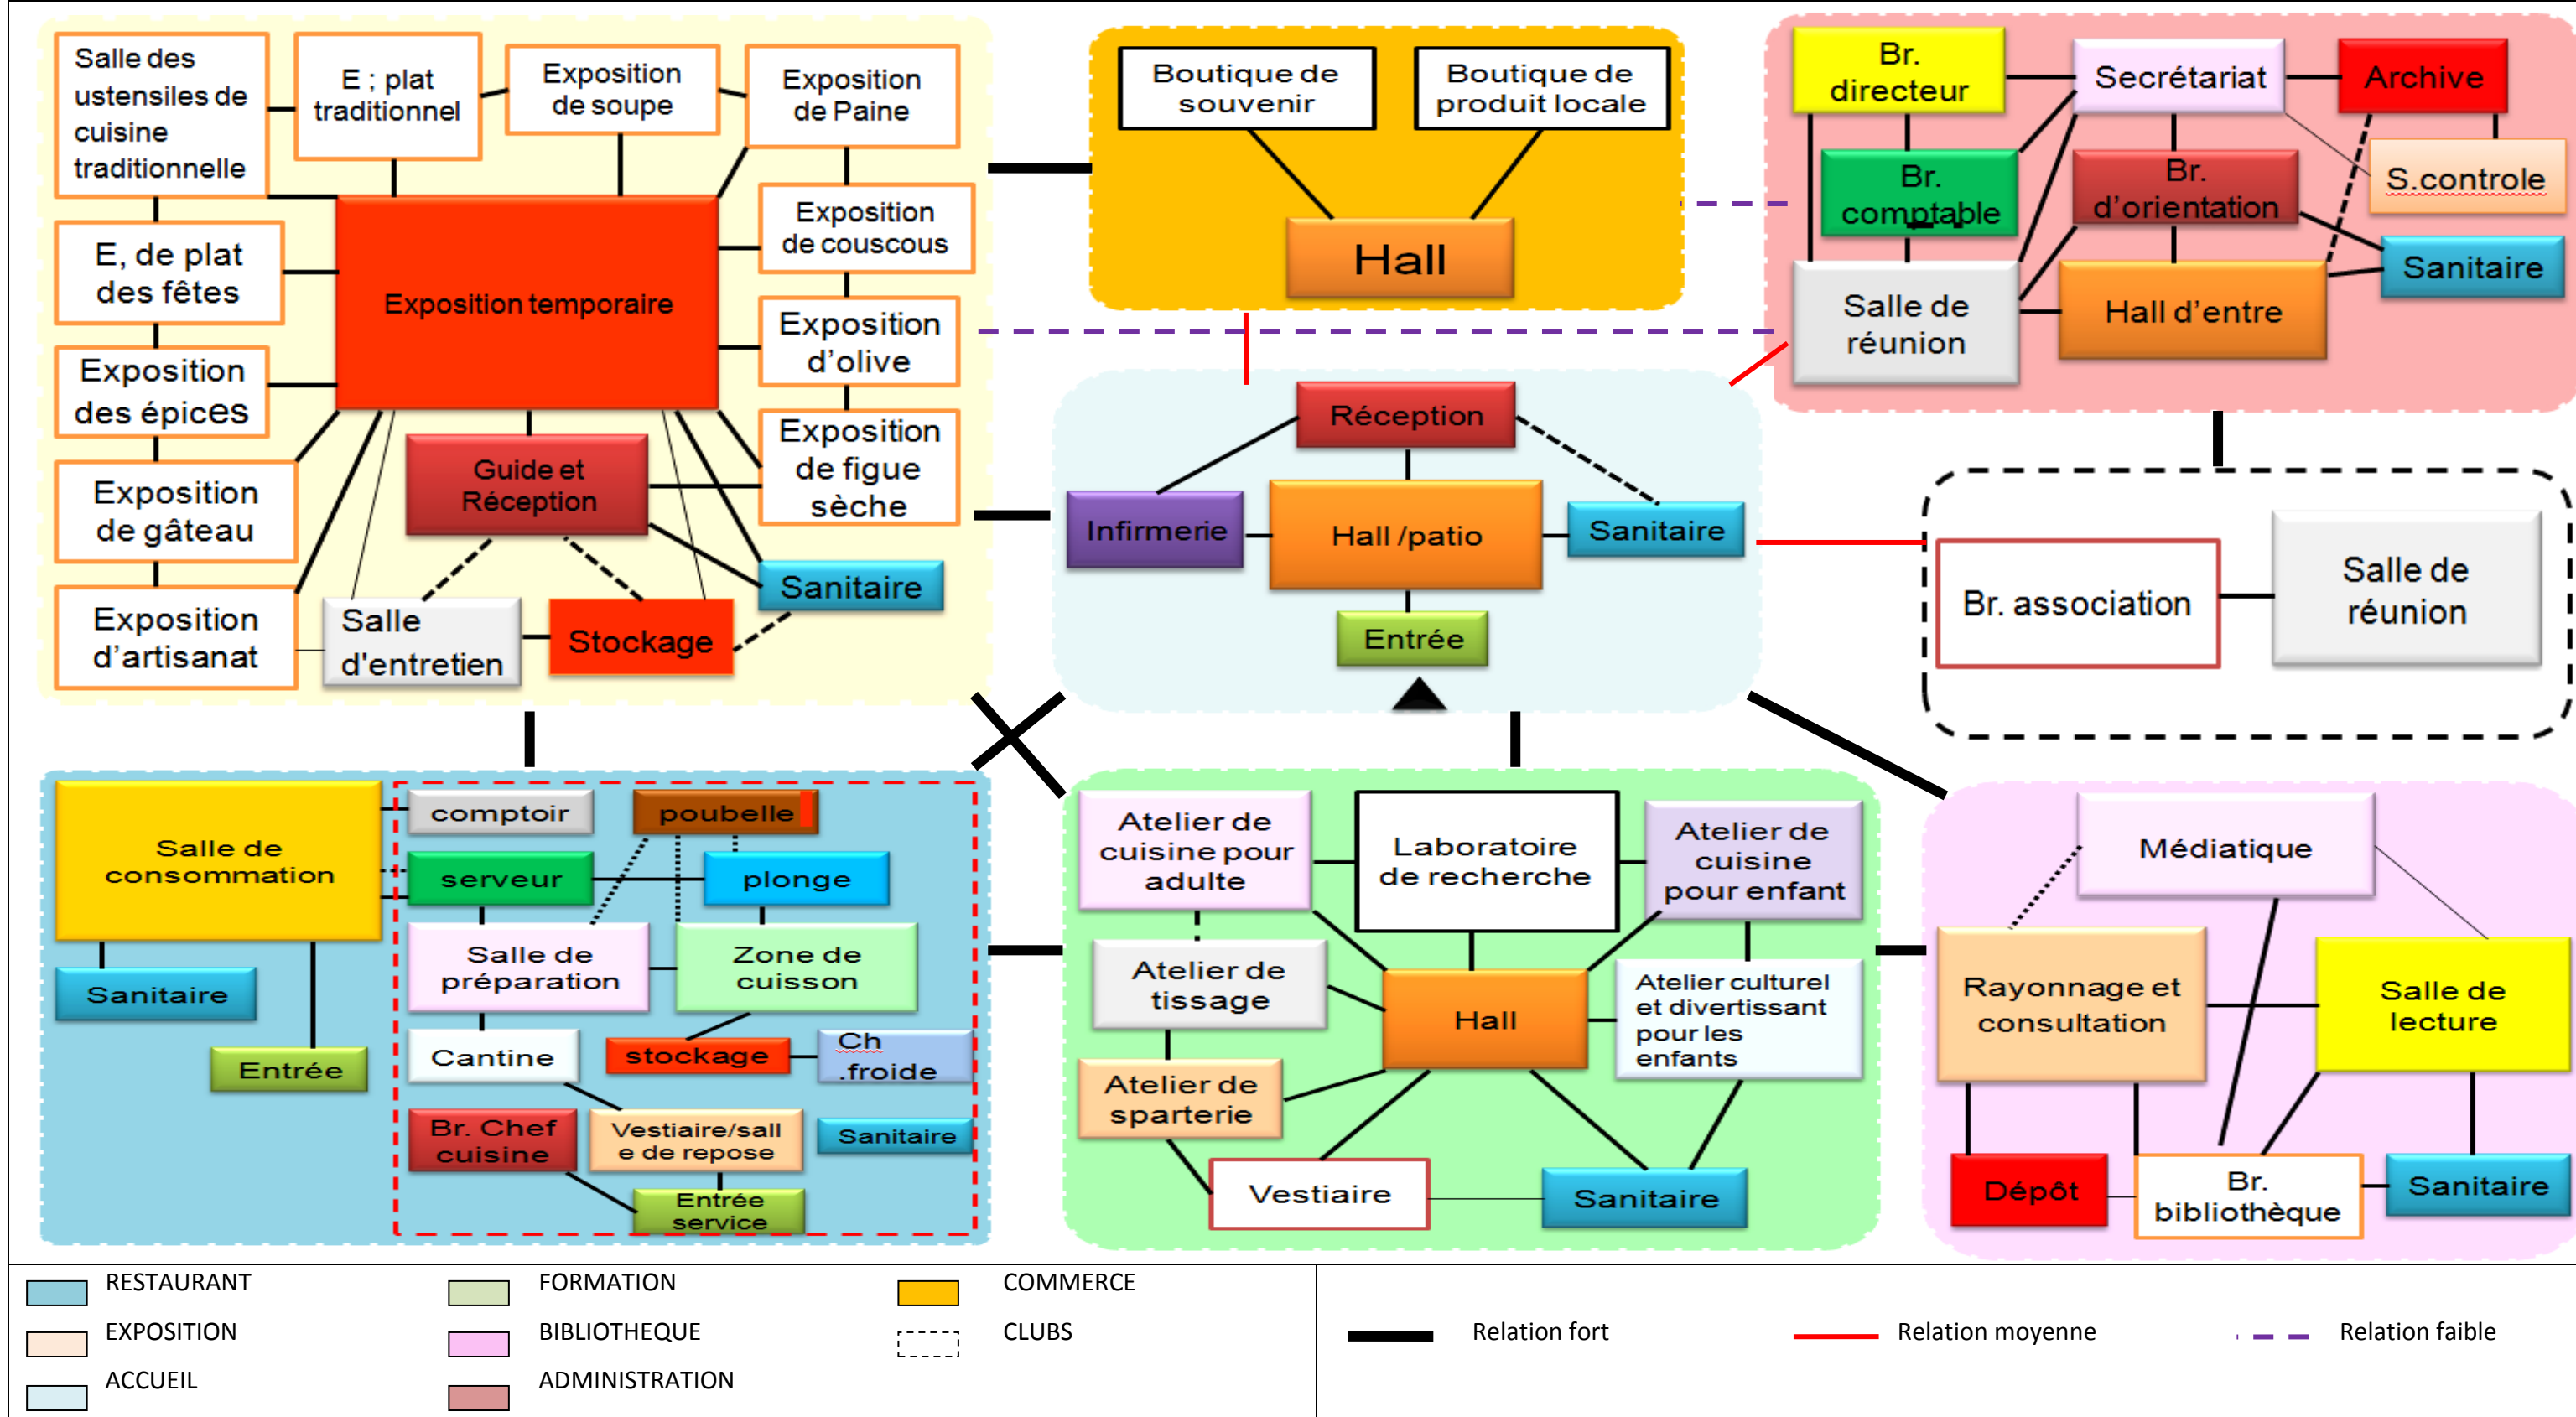 Salle des
ustensiles de
cuisine
traditionnelle
E ; plat
traditionnel
Exposition
de soupe
Exposition
de Paine
E, de plat
des fêtes
Exposition temporaire
Exposition
de couscous
Exposition
d'olive
Exposition
des épices
Exposition
de figue
sèche
Guide et
Réception
Exposition
de gâteau
Sanitaire
Exposition
d'artisanat
Salle
d'entretien
Stockage
Boutique de
souvenir
Boutique de
produit locale
Hall
Br.
directeur
Secrétariat
Archive
Br.
comptable
Br.
d'orientation
S.controle
Sanitaire
Salle de
réunion
Hall d'entre
Réception
Infirmerie
Hall /patio
Sanitaire
Entrée
Br. association
Salle de
réunion
Salle de
consommation
comptoir
poubelle
serveur
plonge
Salle de
préparation
Zone de
cuisson
Sanitaire
Cantine
stockage
Ch
.froide
Entrée
Br. Chef
cuisine
Vestiaire/sall
e de repose
Sanitaire
Entrée
service
Atelier de
cuisine pour
adulte
Laboratoire
de recherche
Atelier de
cuisine
pour enfant
Atelier de
tissage
Hall
Atelier culturel
et divertissant
pour les
enfants
Atelier de
sparterie
Vestiaire
Sanitaire
Médiatique
Rayonnage et
consultation
Salle de
lecture
Dépôt
Br.
bibliothèque
Sanitaire
RESTAURANT
FORMATION
COMMERCE
EXPOSITION
BIBLIOTHEQUE
CLUBS
ACCUEIL
ADMINISTRATION
Relation fort
Relation moyenne
Relation faible